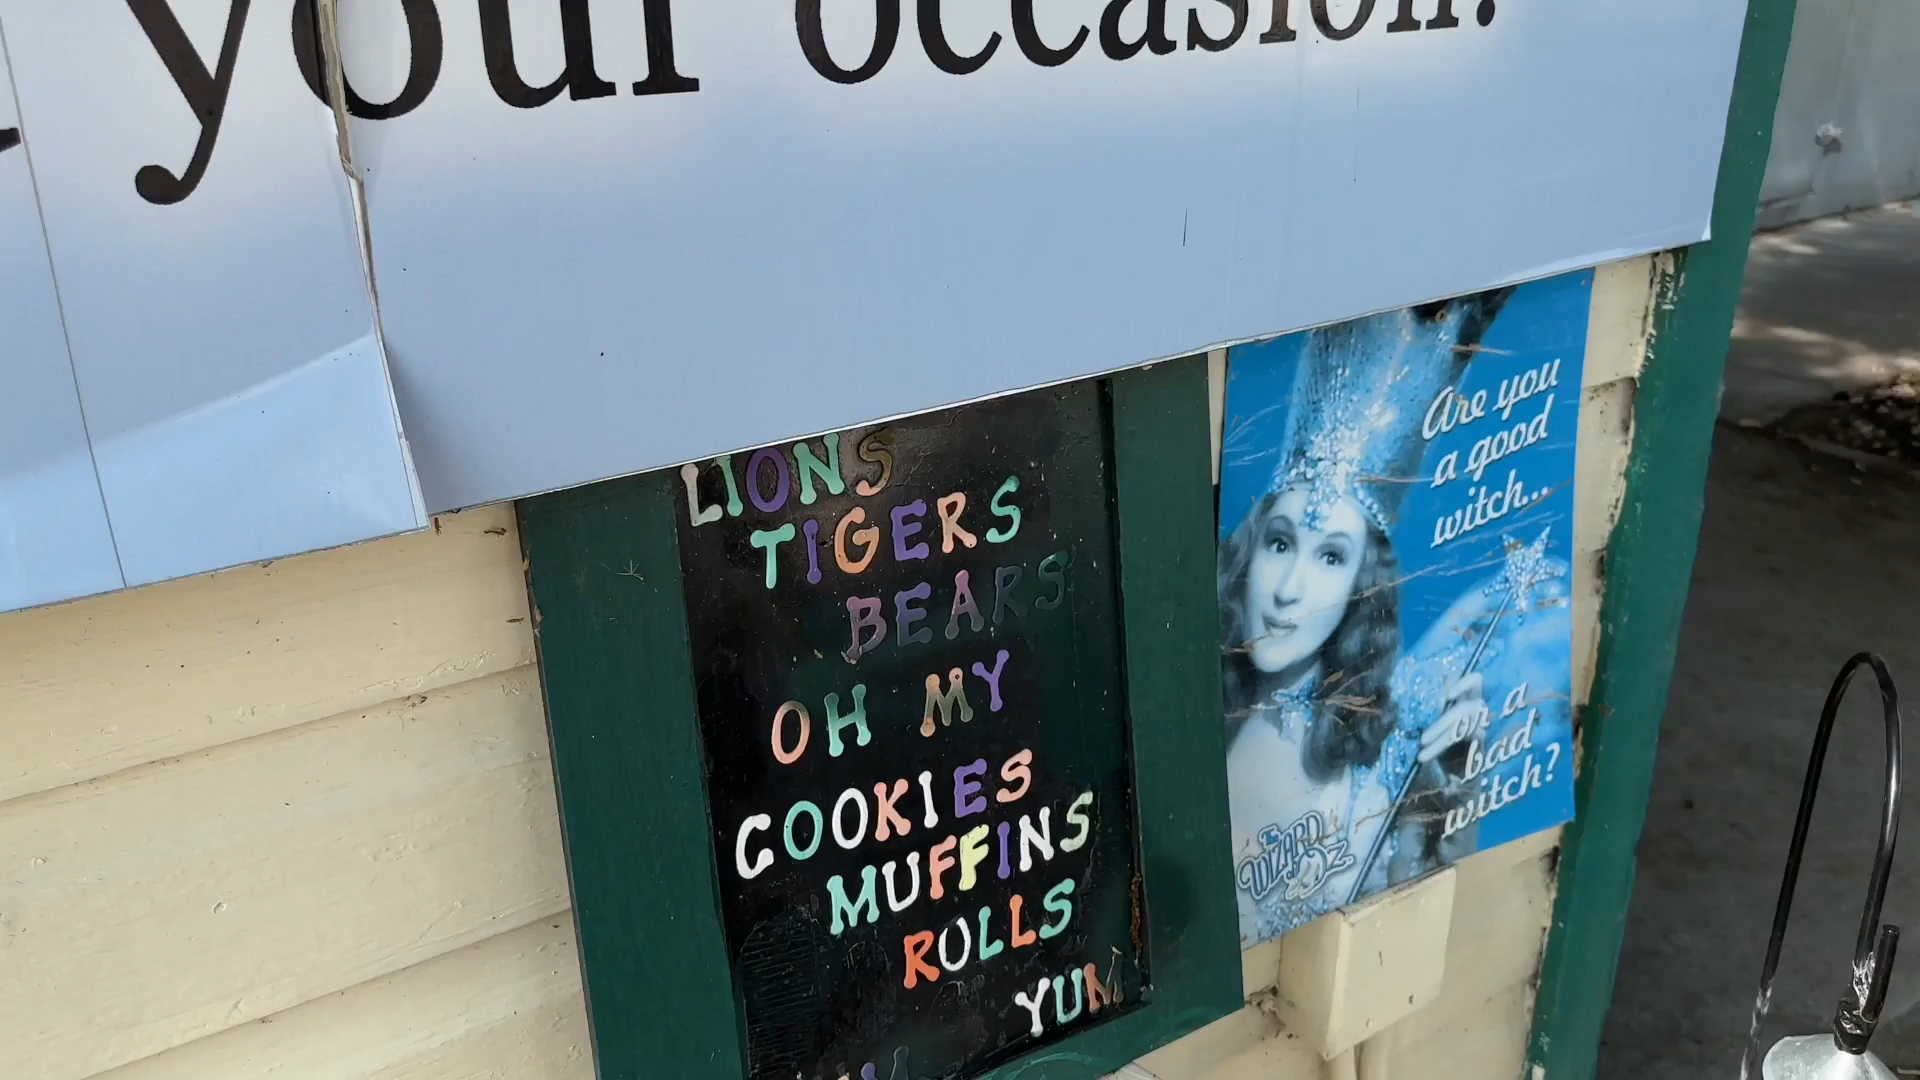 your occasion.
LIONS
TIGERS
BEARS
OH MY
COOKIES
MUFFINS
ROLLS
YUM
Are you
a good
witch...
or a
bad
witch?
The
WIZARD
of OZ